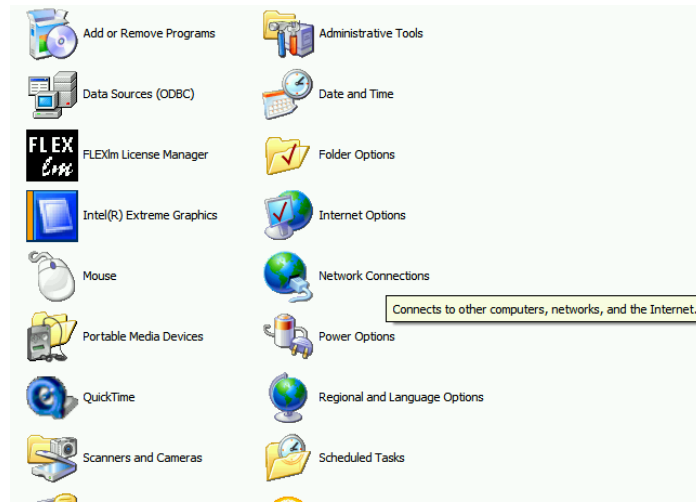 Add or Remove Programs
Administrative Tools
Data Sources (ODBC)
Date and Time
FLEX
lm
FLEXlm License Manager
Folder Options
Intel(R) Extreme Graphics
Internet Options
Mouse
Network Connections
Connects to other computers, networks, and the Internet.
Portable Media Devices
Power Options
QuickTime
Regional and Language Options
Scanners and Cameras
Scheduled Tasks